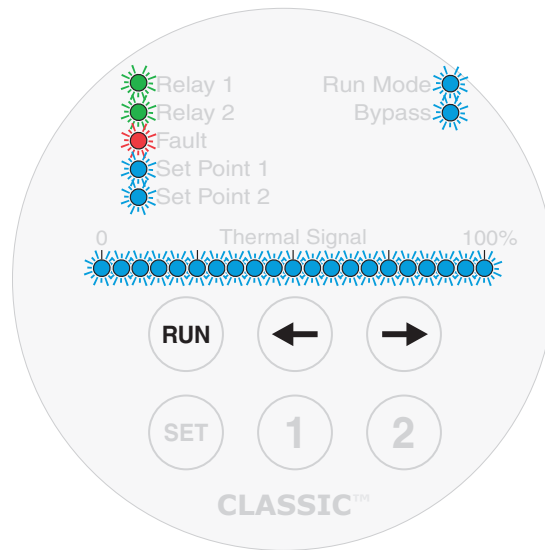 Relay 1 Run Mode
Relay 2 Bypass
Fault
Set Point 1
Set Point 2
0 Thermal Signal 100%
RUN
SET 1 2
CLASSIC™